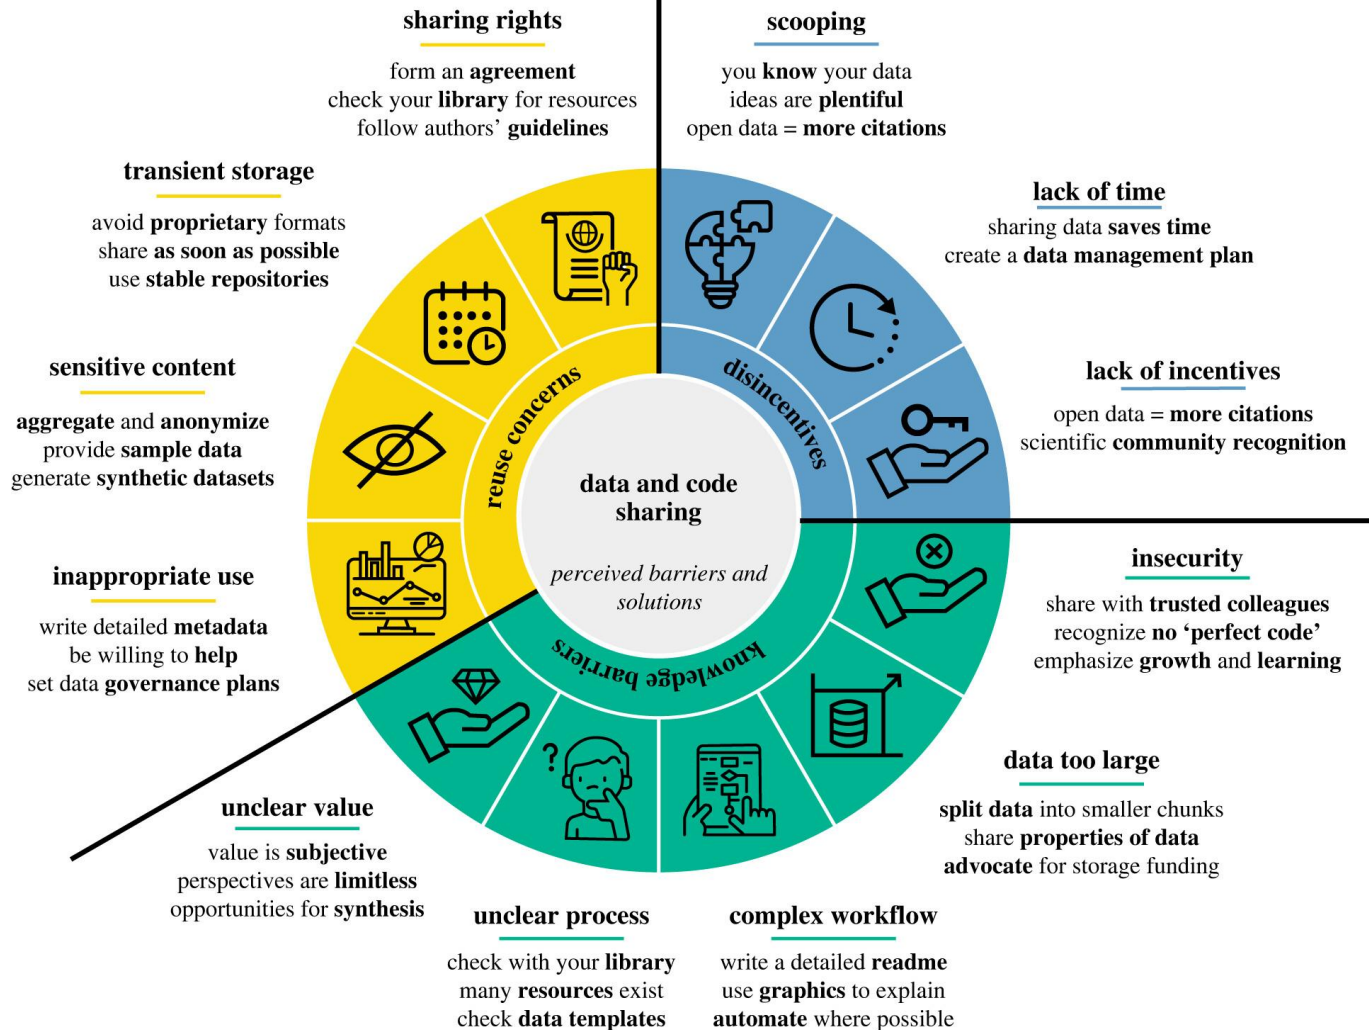 sharing rights
form an agreement
check your library for resources
follow authors’ guidelines
scooping
you know your data
ideas are plentiful
open data = more citations
transient storage
avoid proprietary formats
share as soon as possible
use stable repositories
lack of time
sharing data saves time
create a data management plan
sensitive content
aggregate and anonymize
provide sample data
generate synthetic datasets
lack of incentives
open data = more citations
scientific community recognition
reuse concerns
disincentives
data and code
sharing
perceived barriers and
solutions
knowledge barriers
inappropriate use
write detailed metadata
be willing to help
set data governance plans
insecurity
share with trusted colleagues
recognize no ‘perfect code’
emphasize growth and learning
?
data too large
split data into smaller chunks
share properties of data
advocate for storage funding
unclear value
value is subjective
perspectives are limitless
opportunities for synthesis
unclear process
check with your library
many resources exist
check data templates
complex workflow
write a detailed readme
use graphics to explain
automate where possible